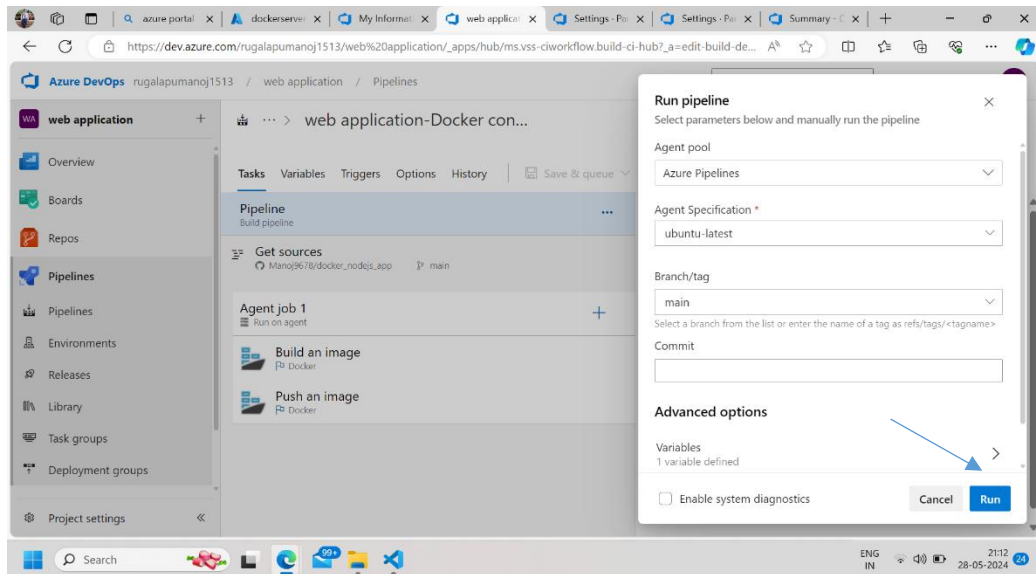 azure portal
dockerserver
My Informat
web applicat
Settings · Po
Settings · Pa
Summary - C
https://dev.azure.com/rugalapumanoj1513/web%20application/_apps/hub/ms.vss-ciworkflow.build-ci-hub?_a=edit-build-de...
Azure DevOps rugalapumanoj1513 / web application / Pipelines
WA web application
Overview
Boards
Repos
Pipelines
Pipelines
Environments
Releases
Library
Task groups
Deployment groups
Project settings
... > web application-Docker con...
Tasks Variables Triggers Options History Save & queue
Pipeline
Build pipeline
Get sources
Manoj9678/docker_nodejs_app main
Agent job 1
Run on agent
Build an image
Docker
Push an image
Docker
Run pipeline
Select parameters below and manually run the pipeline
Agent pool
Azure Pipelines
Agent Specification *
ubuntu-latest
Branch/tag
main
Select a branch from the list or enter the name of a tag as refs/tags/<tagname>
Commit
Advanced options
Variables
1 variable defined
Enable system diagnostics
Cancel Run
Search
99+
ENG
IN
21:12
28-05-2024
24